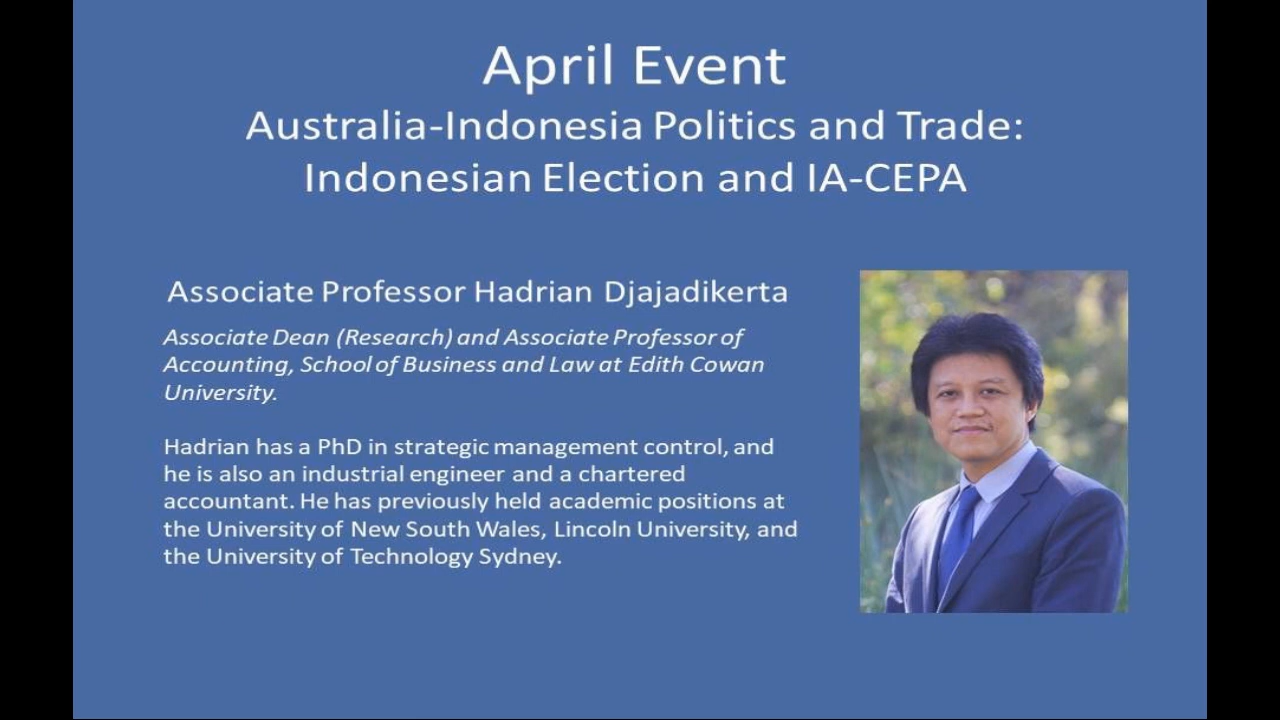 April Event
Australia-Indonesia Politics and Trade:
Indonesian Election and IA-CEPA
Associate Professor Hadrian Djajadikerta
Associate Dean (Research) and Associate Professor of
Accounting, School of Business and Law at Edith Cowan
University.
Hadrian has a PhD in strategic management control, and
he is also an industrial engineer and a chartered
accountant. He has previously held academic positions at
the University of New South Wales, Lincoln University, and
the University of Technology Sydney.